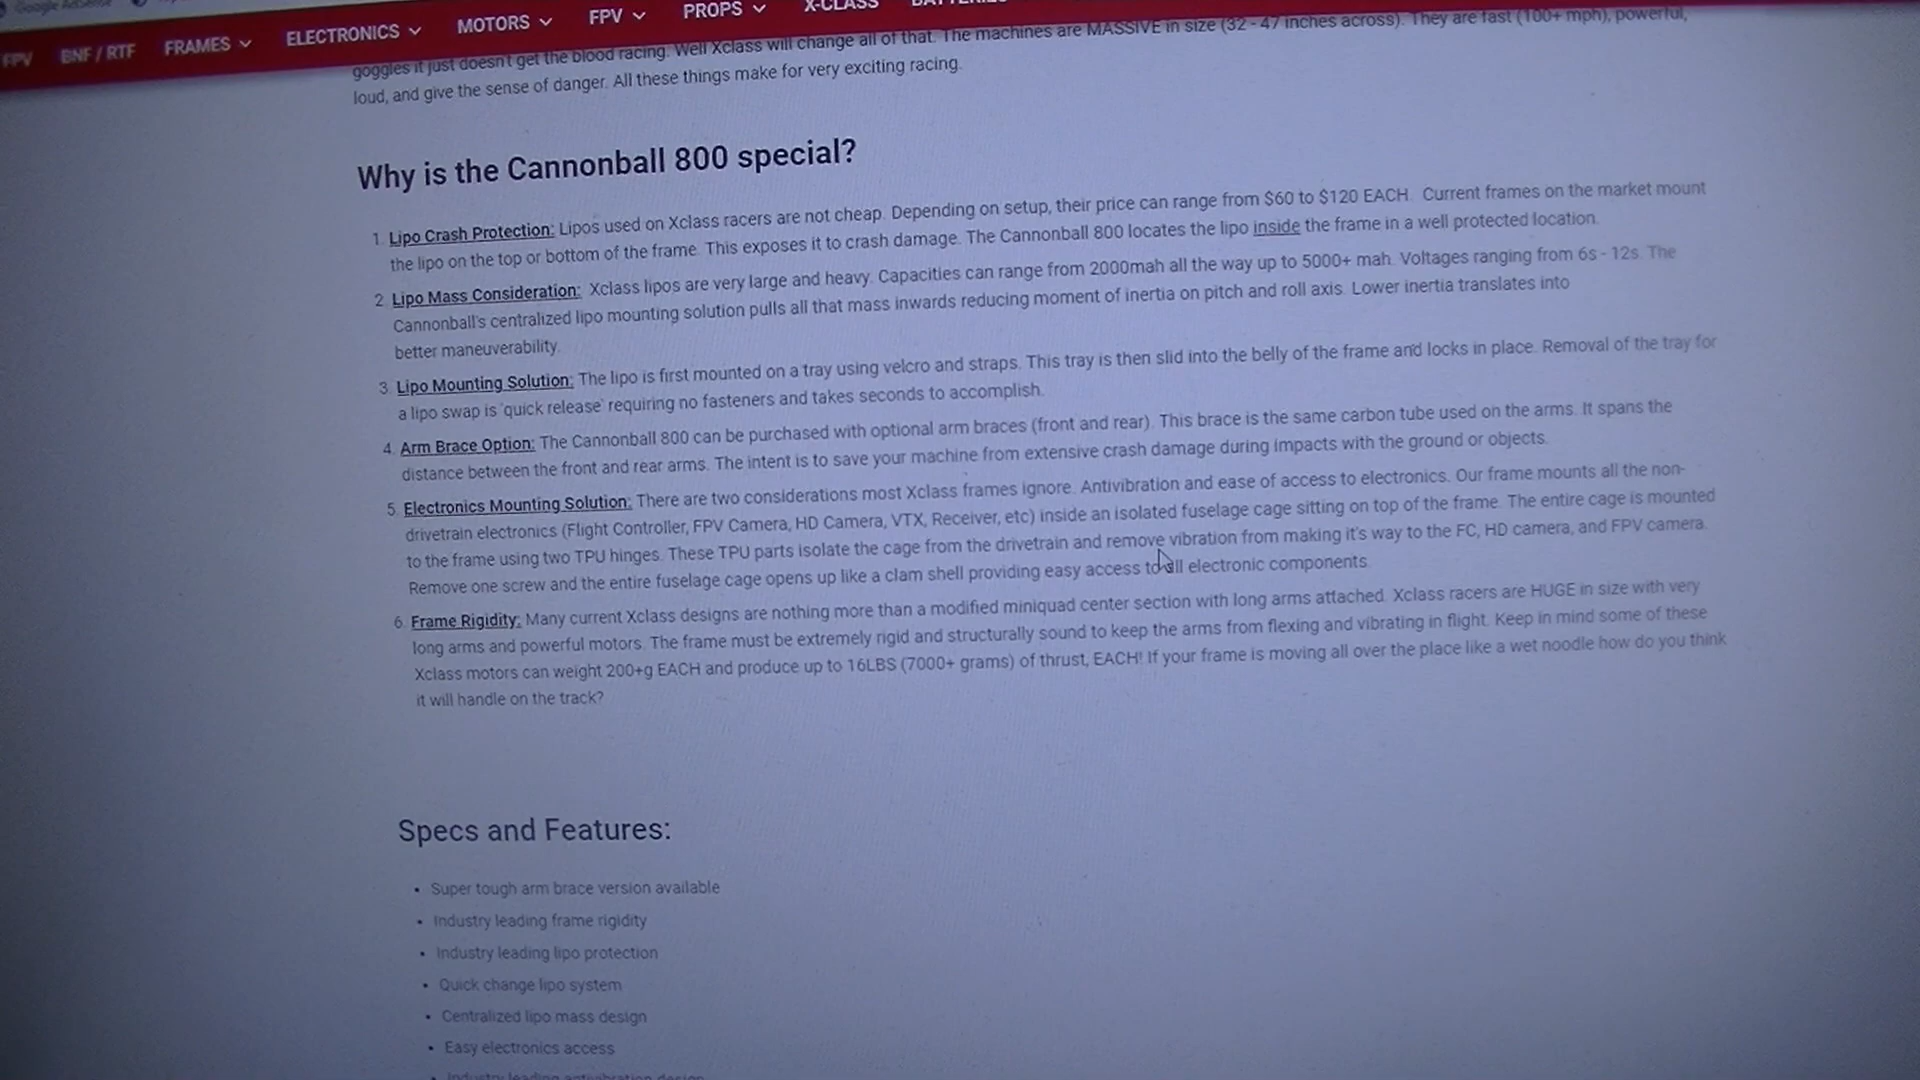 Google AdSense
FPV BNF / RTF FRAMES ELECTRONICS MOTORS FPV PROPS X-CLASS
goggles it just doesn't get the blood racing. Well Xclass will change all of that. The machines are MASSIVE in size (32 - 47 inches across). They are fast (100+ mph), powerful,
loud, and give the sense of danger. All these things make for very exciting racing.
Why is the Cannonball 800 special?
1. Lipo Crash Protection: Lipos used on Xclass racers are not cheap. Depending on setup, their price can range from $60 to $120 EACH. Current frames on the market mount
the lipo on the top or bottom of the frame. This exposes it to crash damage. The Cannonball 800 locates the lipo inside the frame in a well protected location.
2. Lipo Mass Consideration: Xclass lipos are very large and heavy. Capacities can range from 2000mah all the way up to 5000+ mah. Voltages ranging from 6s - 12s. The
Cannonball's centralized lipo mounting solution pulls all that mass inwards reducing moment of inertia on pitch and roll axis. Lower inertia translates into
better maneuverability.
3. Lipo Mounting Solution: The lipo is first mounted on a tray using velcro and straps. This tray is then slid into the belly of the frame and locks in place. Removal of the tray for
a lipo swap is 'quick release' requiring no fasteners and takes seconds to accomplish.
4. Arm Brace Option: The Cannonball 800 can be purchased with optional arm braces (front and rear). This brace is the same carbon tube used on the arms. It spans the
distance between the front and rear arms. The intent is to save your machine from extensive crash damage during impacts with the ground or objects.
5. Electronics Mounting Solution: There are two considerations most Xclass frames ignore. Antivibration and ease of access to electronics. Our frame mounts all the non-
drivetrain electronics (Flight Controller, FPV Camera, HD Camera, VTX, Receiver, etc) inside an isolated fuselage cage sitting on top of the frame. The entire cage is mounted
to the frame using two TPU hinges. These TPU parts isolate the cage from the drivetrain and remove vibration from making it's way to the FC, HD camera, and FPV camera.
Remove one screw and the entire fuselage cage opens up like a clam shell providing easy access to all electronic components.
6. Frame Rigidity: Many current Xclass designs are nothing more than a modified miniquad center section with long arms attached. Xclass racers are HUGE in size with very
long arms and powerful motors. The frame must be extremely rigid and structurally sound to keep the arms from flexing and vibrating in flight. Keep in mind some of these
Xclass motors can weight 200+g EACH and produce up to 16LBS (7000+ grams) of thrust, EACH! If your frame is moving all over the place like a wet noodle how do you think
it will handle on the track?
Specs and Features:
• Super tough arm brace version available
• Industry leading frame rigidity
• Industry leading lipo protection
• Quick change lipo system
• Centralized lipo mass design
• Easy electronics access
• Industry leading antivibration design